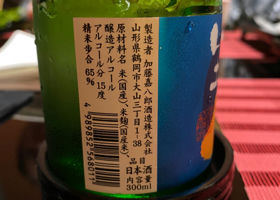 製造者 加藤嘉八郎酒造株式会社
山形県鶴岡市大山三丁目1-38
原材料名 米(国産)、米麹(国産米)、
醸造アルコール
アルコール分 15度
精米歩合 65%
品目 日本酒
内容量 300ml
4989852568011